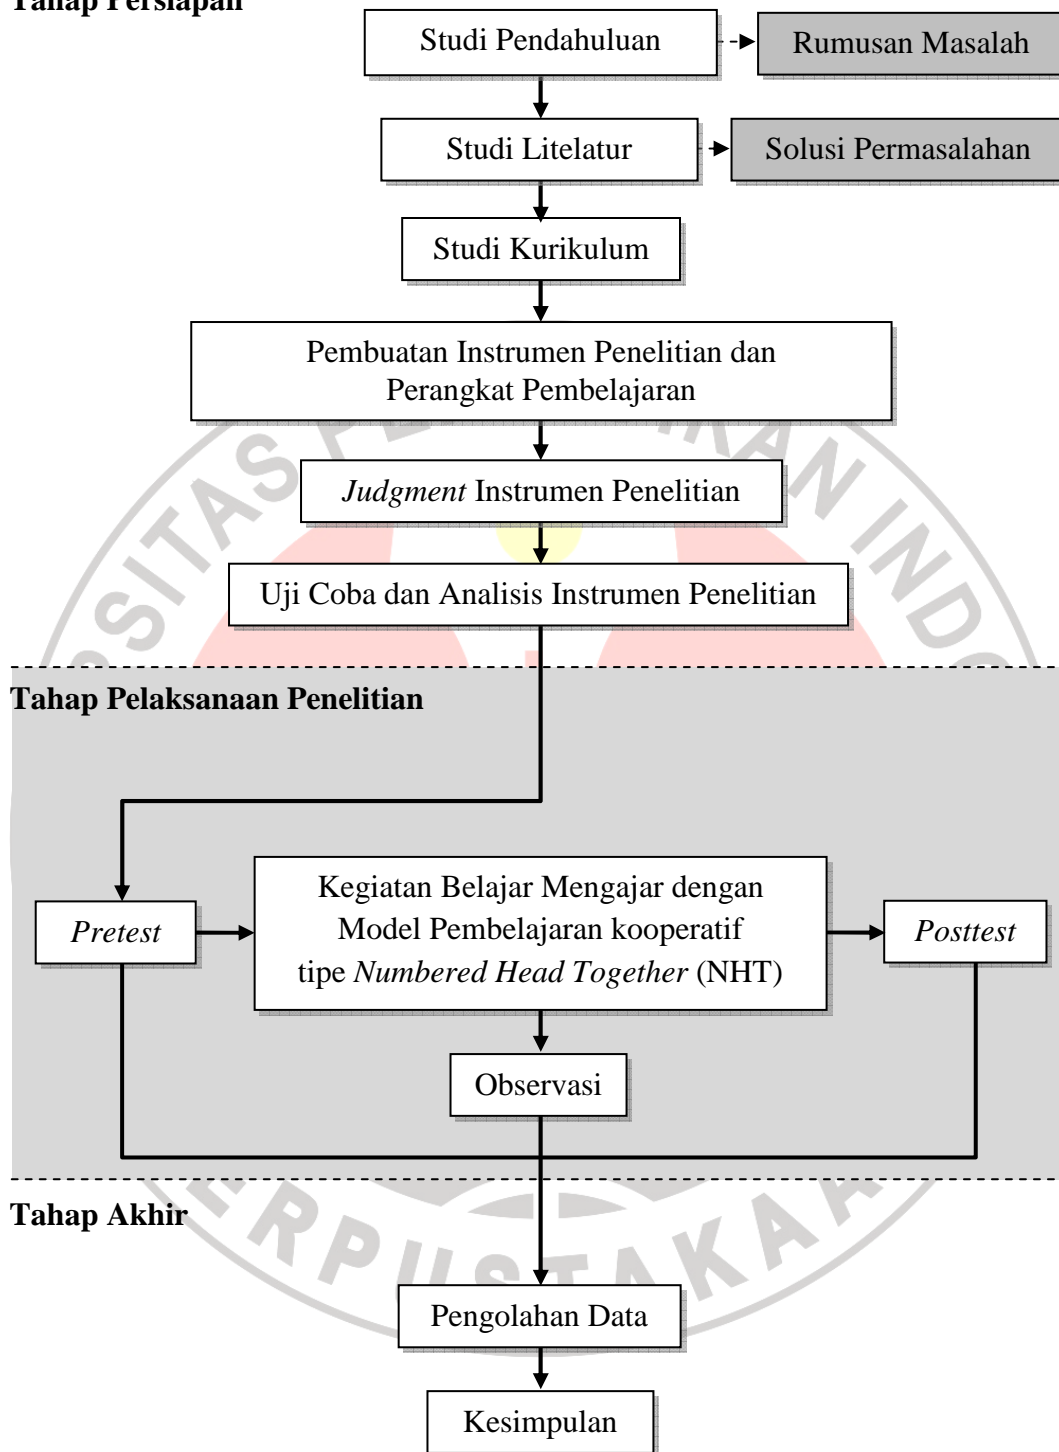 Tahap Persiapan
Studi Pendahuluan
Rumusan Masalah
Studi Litelatur
Solusi Permasalahan
Studi Kurikulum
Pembuatan Instrumen Penelitian dan
Perangkat Pembelajaran
Judgment Instrumen Penelitian
Uji Coba dan Analisis Instrumen Penelitian
Tahap Pelaksanaan Penelitian
Pretest
Kegiatan Belajar Mengajar dengan
Model Pembelajaran kooperatif
tipe Numbered Head Together (NHT)
Posttest
Observasi
Tahap Akhir
Pengolahan Data
Kesimpulan